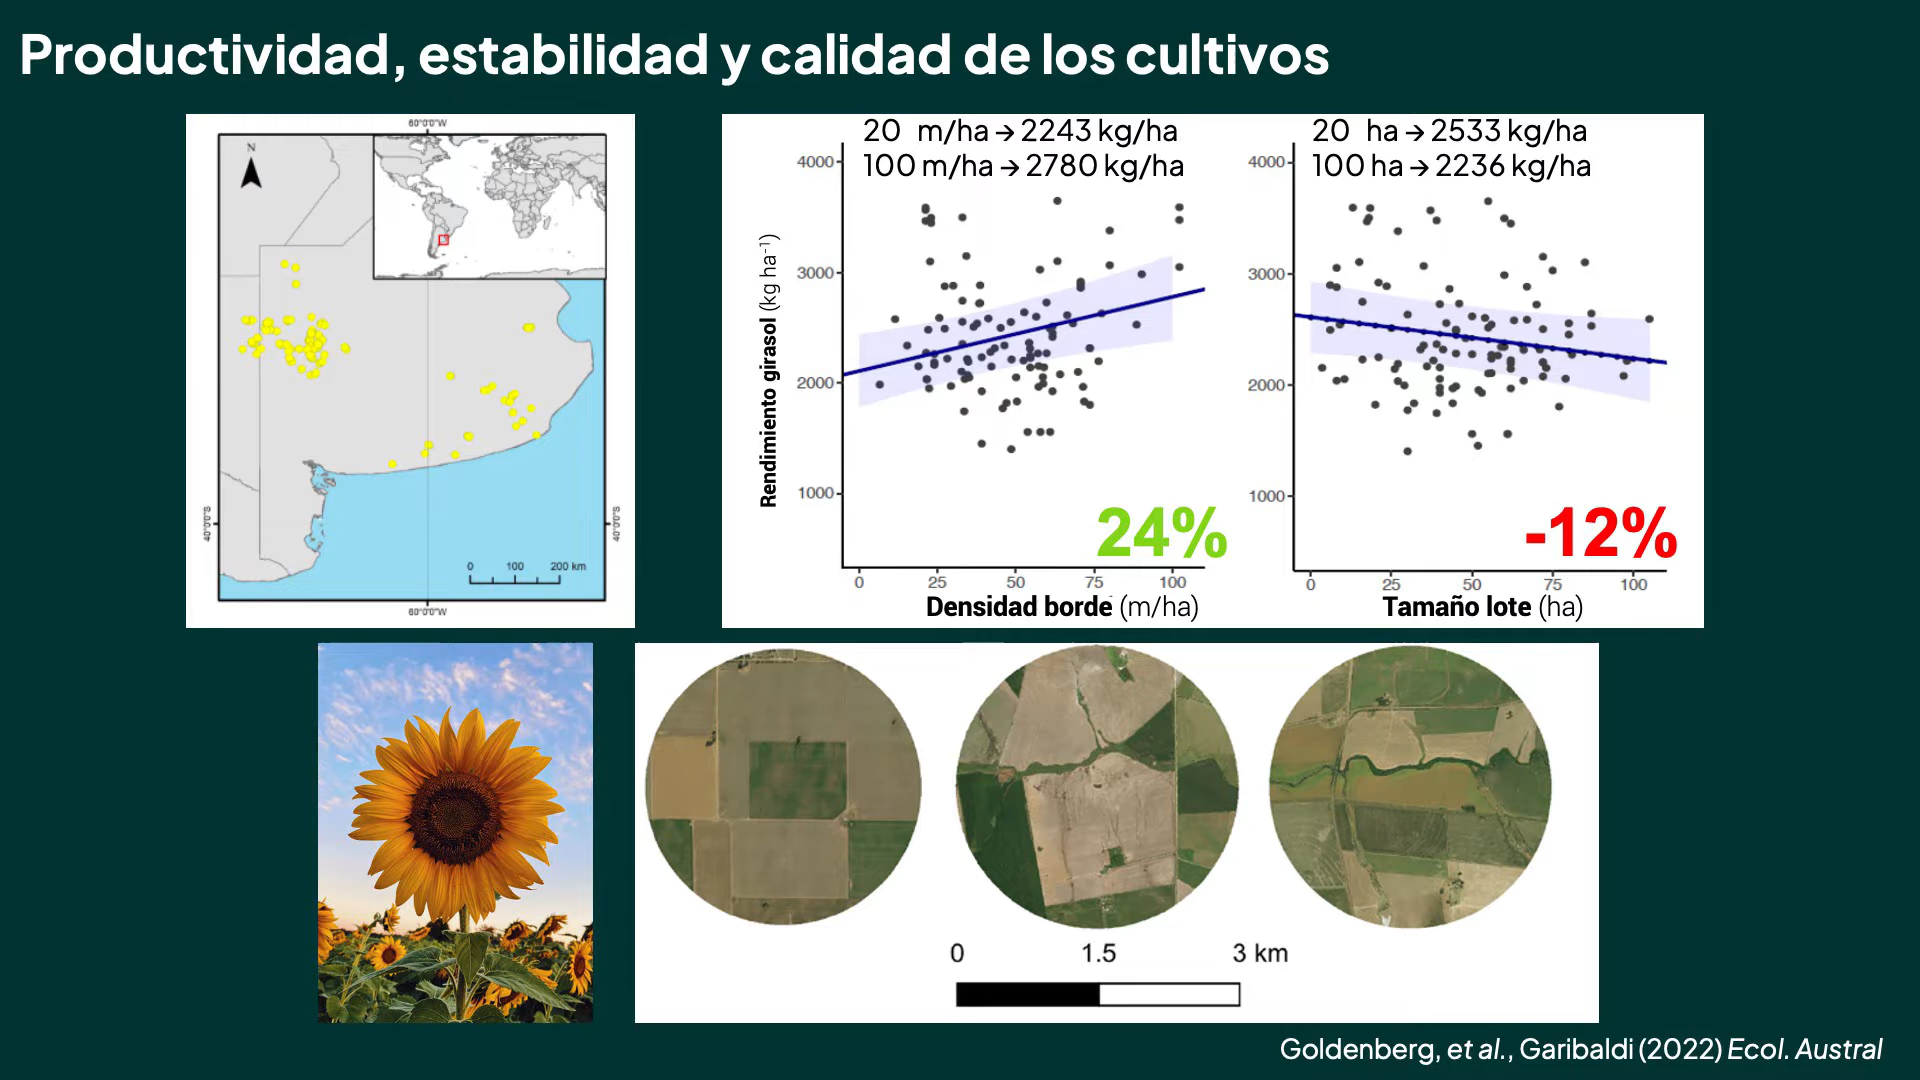 Productividad, estabilidad y calidad de los cultivos
60°0'0"W
N
40°0'0"S
40°0'0"S
0 100 200 km
60°0'0"W
20 m/ha → 2243 kg/ha
100 m/ha → 2780 kg/ha
4000
3000
2000
1000
Rendimiento girasol (kg ha⁻¹)
24%
0 25 50 75 100
Densidad borde (m/ha)
20 ha → 2533 kg/ha
100 ha → 2236 kg/ha
4000
3000
2000
1000
-12%
0 25 50 75 100
Tamaño lote (ha)
0 1.5 3 km
Goldenberg, et al., Garibaldi (2022) Ecol. Austral